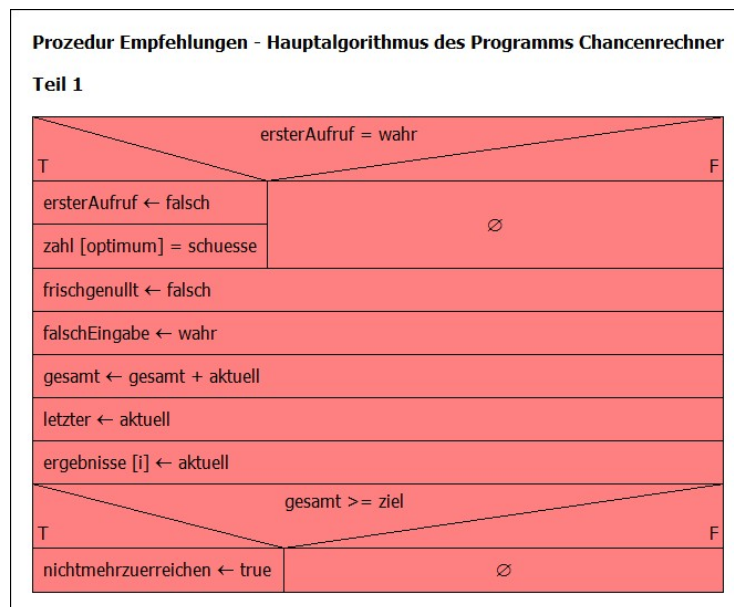 Prozedur Empfehlungen - Hauptalgorithmus des Programms Chancenrechner
Teil 1
ersterAufruf = wahr
T F
ersterAufruf ← falsch
∅
zahl [optimum] = schuesse
frischgenullt ← falsch
falschEingabe ← wahr
gesamt ← gesamt + aktuell
letzter ← aktuell
ergebnisse [i] ← aktuell
gesamt >= ziel
T F
nichtmehrzuerreichen ← true ∅